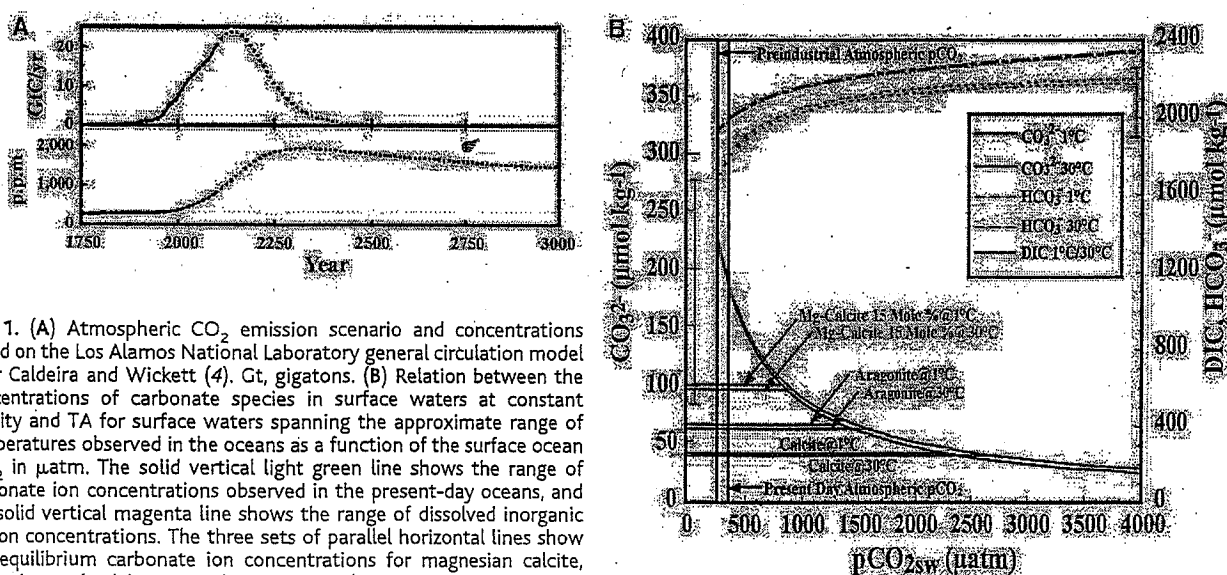 A
20
10
0
GtC/yr
2,000
1,000
0
p.p.m.
1750 2000 2250 2500 2750 3000
Year
B
400
350
300
250
200
150
100
50
0
CO₃²⁻ (µmol kg⁻¹)
2400
2000
1600
1200
800
400
0
DIC, HCO₃⁻ (µmol kg⁻¹)
Preindustrial Atmospheric pCO₂
CO₃²⁻ 1°C
CO₃²⁻ 30°C
HCO₃⁻ 1°C
HCO₃⁻ 30°C
DIC 1°C/30°C
Mg-Calcite 15 Mole %@1°C
Mg-Calcite 15 Mole %@30°C
Aragonite@1°C
Aragonite@30°C
Calcite@1°C
Calcite@30°C
Present Day Atmospheric pCO₂
0 500 1000 1500 2000 2500 3000 3500 4000
pCO₂sw (µatm)
1. (A) Atmospheric CO₂ emission scenario and concentrations
d on the Los Alamos National Laboratory general circulation model
Caldeira and Wickett (4). Gt, gigatons. (B) Relation between the
entrations of carbonate species in surface waters at constant
ity and TA for surface waters spanning the approximate range of
peratures observed in the oceans as a function of the surface ocean
in µatm. The solid vertical light green line shows the range of
onate ion concentrations observed in the present-day oceans, and
solid vertical magenta line shows the range of dissolved inorganic
on concentrations. The three sets of parallel horizontal lines show
equilibrium carbonate ion concentrations for magnesian calcite,